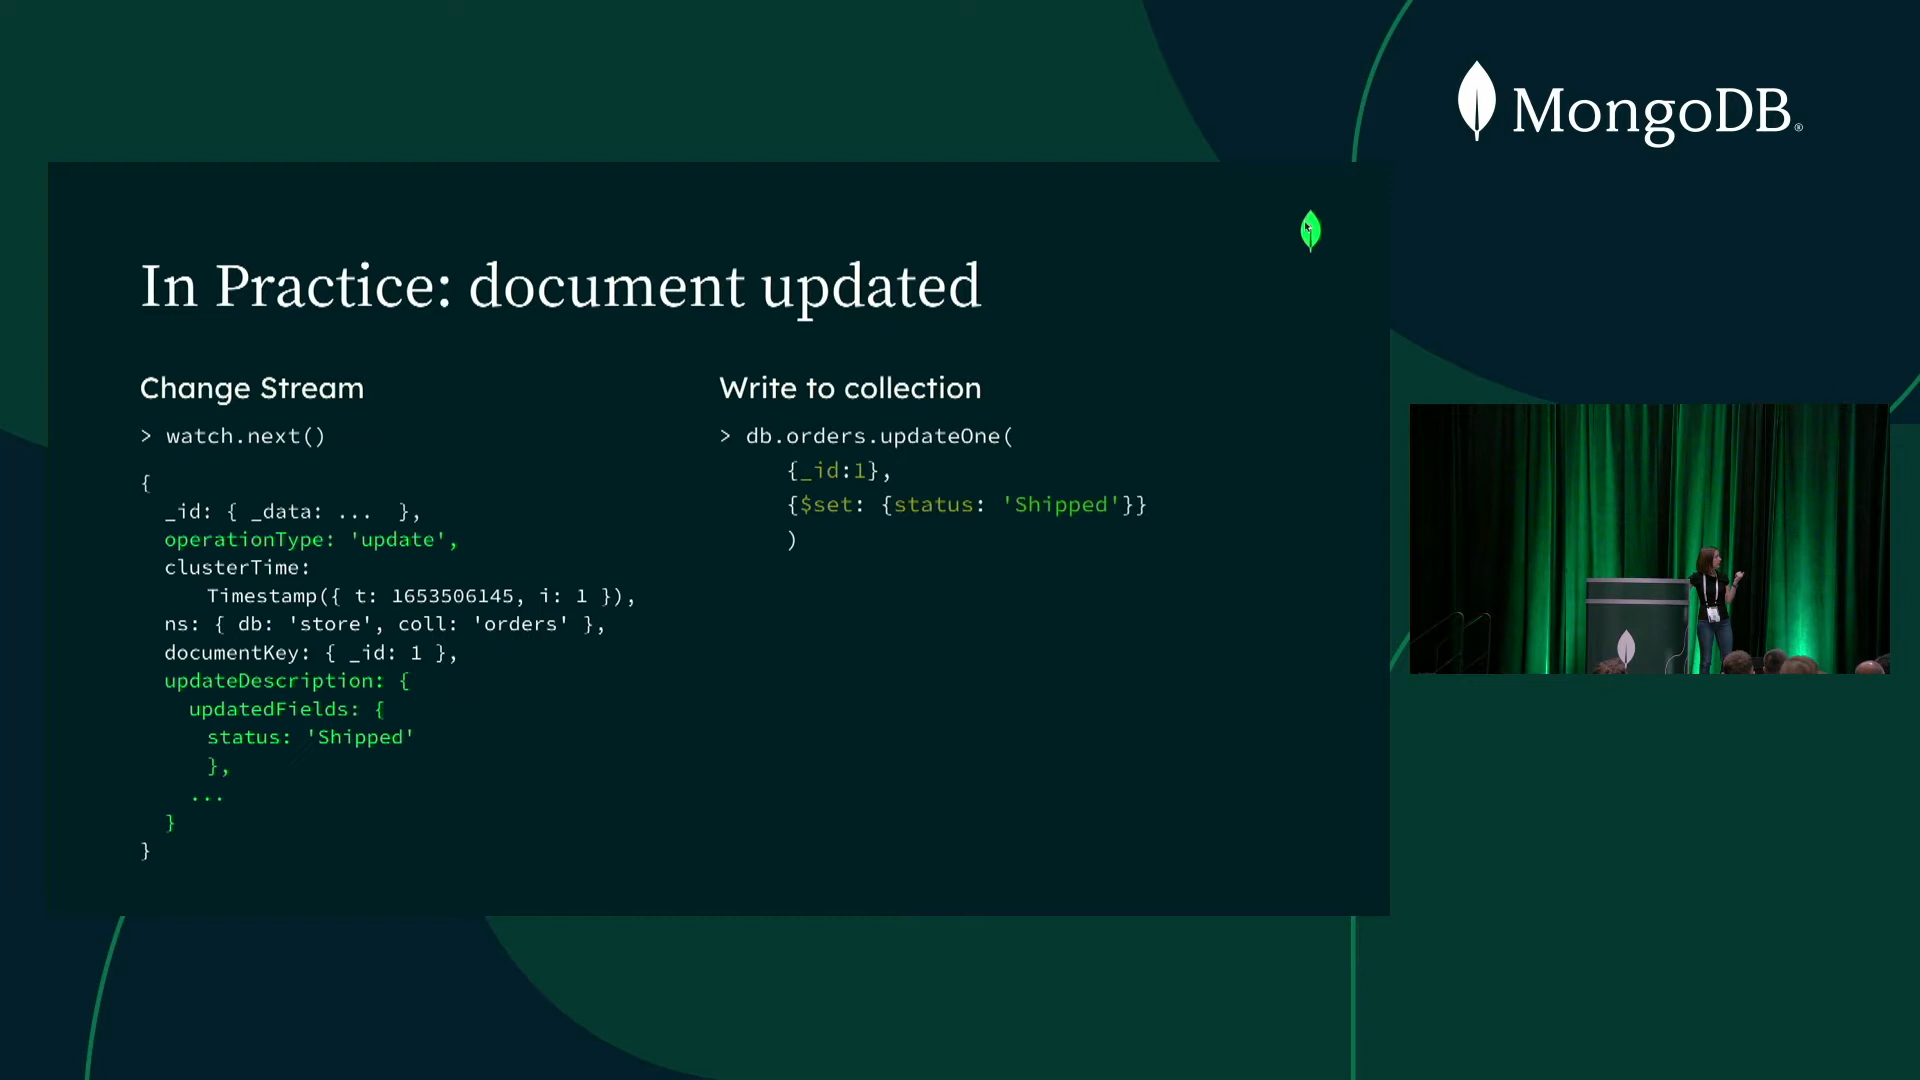 MongoDB®
In Practice: document updated
Change Stream
> watch.next()
{
_id: { _data: ... },
operationType: 'update',
clusterTime:
Timestamp({ t: 1653506145, i: 1 }),
ns: { db: 'store', coll: 'orders' },
documentKey: { _id: 1 },
updateDescription: {
updatedFields: {
status: 'Shipped'
},
...
}
}
Write to collection
> db.orders.updateOne(
{_id:1},
{$set: {status: 'Shipped'}}
)